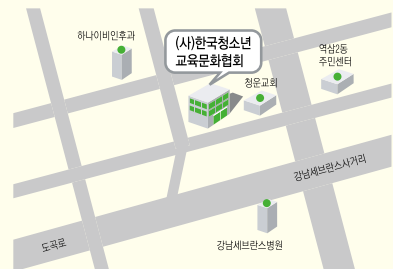 하나이비인후과
(사)한국청소년
교육문화협회
역삼2동
주민센터
청운교회
강남세브란스사거리
도곡로
강남세브란스병원